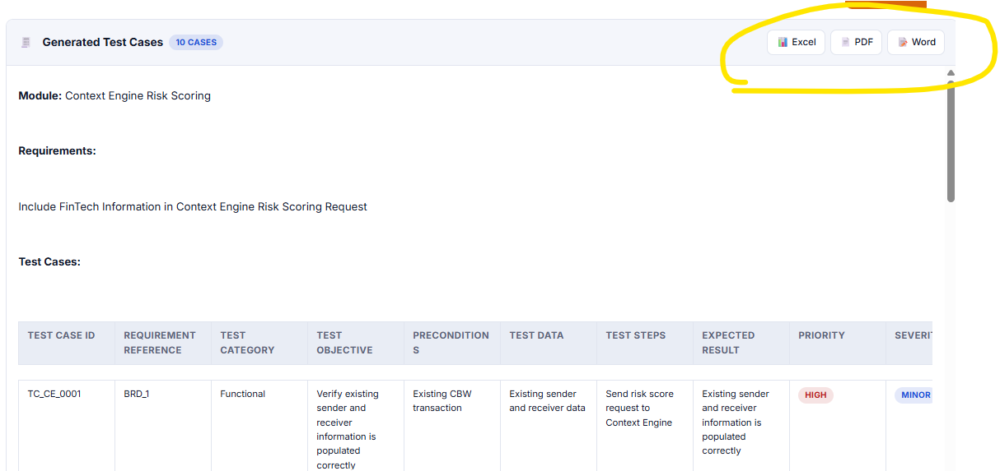 Generated Test Cases 10 CASES Excel PDF Word
Module: Context Engine Risk Scoring
Requirements:
Include FinTech Information in Context Engine Risk Scoring Request
Test Cases:
TEST CASE ID
REQUIREMENT
REFERENCE
TEST
CATEGORY
TEST
OBJECTIVE
PRECONDITION
S
TEST DATA
TEST STEPS
EXPECTED
RESULT
PRIORITY
SEVERIT
TC_CE_0001
BRD_1
Functional
Verify existing
sender and
receiver
information is
populated
correctly
Existing CBW
transaction
Existing sender
and receiver data
Send risk score
request to
Context Engine
Existing sender
and receiver
information is
populated
correctly
HIGH
MINOR